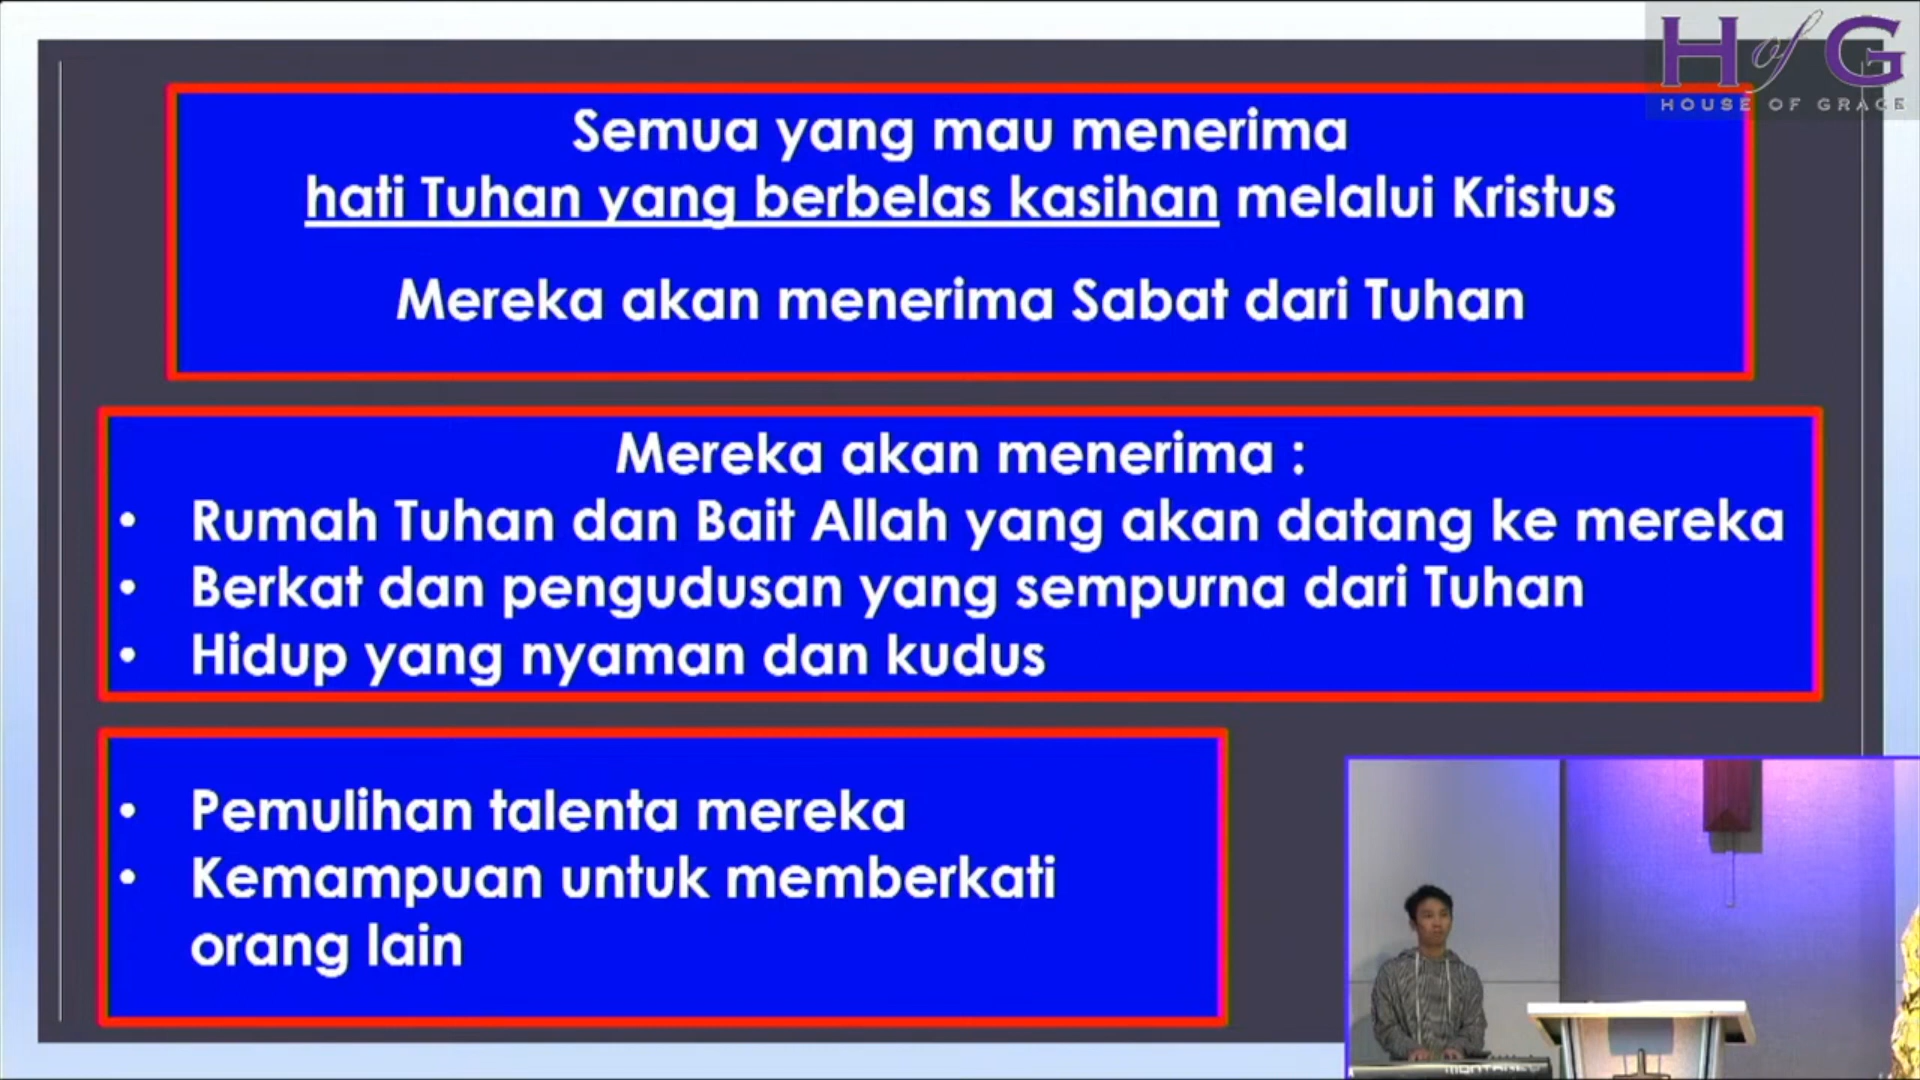 H of G
HOUSE OF GRACE
Semua yang mau menerima
hati Tuhan yang berbelas kasihan melalui Kristus
Mereka akan menerima Sabat dari Tuhan
Mereka akan menerima :
• Rumah Tuhan dan Bait Allah yang akan datang ke mereka
• Berkat dan pengudusan yang sempurna dari Tuhan
• Hidup yang nyaman dan kudus
• Pemulihan talenta mereka
• Kemampuan untuk memberkati
orang lain